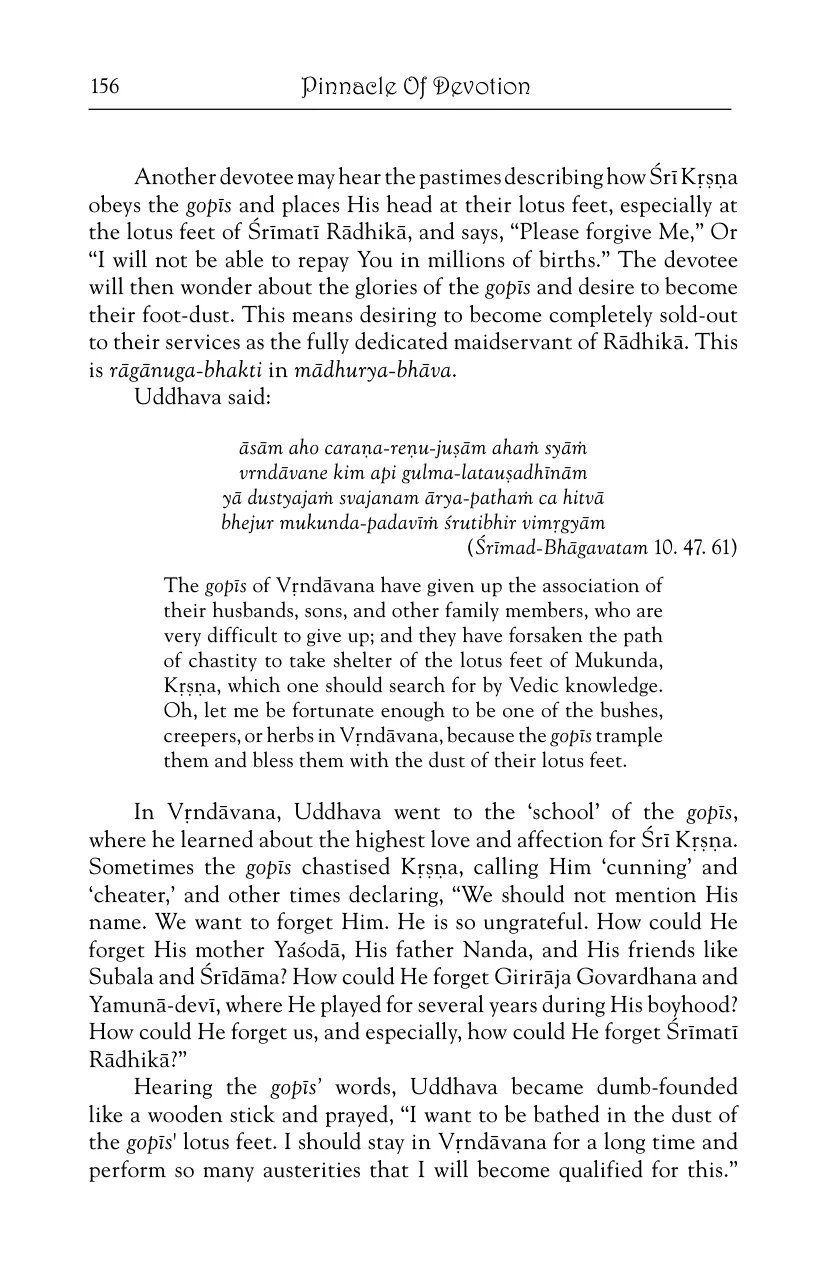 156 Pinnacle Of Devotion
Another devotee may hear the pastimes describing how Śrī Kṛṣṇa
obeys the gopīs and places His head at their lotus feet, especially at
the lotus feet of Śrīmatī Rādhikā, and says, “Please forgive Me,” Or
“I will not be able to repay You in millions of births.” The devotee
will then wonder about the glories of the gopīs and desire to become
their foot-dust. This means desiring to become completely sold-out
to their services as the fully dedicated maidservant of Rādhikā. This
is rāgānuga-bhakti in mādhurya-bhāva.
Uddhava said:
āsām aho caraṇa-reṇu-juṣām ahaṁ syāṁ
vrndāvane kim api gulma-latauṣadhīnām
yā dustyajaṁ svajanam ārya-pathaṁ ca hitvā
bhejur mukunda-padavīṁ śrutibhir vimṛgyām
(Śrīmad-Bhāgavatam 10. 47. 61)
The gopīs of Vṛndāvana have given up the association of
their husbands, sons, and other family members, who are
very difficult to give up; and they have forsaken the path
of chastity to take shelter of the lotus feet of Mukunda,
Kṛṣṇa, which one should search for by Vedic knowledge.
Oh, let me be fortunate enough to be one of the bushes,
creepers, or herbs in Vṛndāvana, because the gopīs trample
them and bless them with the dust of their lotus feet.
In Vṛndāvana, Uddhava went to the ‘school’ of the gopīs,
where he learned about the highest love and affection for Śrī Kṛṣṇa.
Sometimes the gopīs chastised Kṛṣṇa, calling Him ‘cunning’ and
‘cheater,’ and other times declaring, “We should not mention His
name. We want to forget Him. He is so ungrateful. How could He
forget His mother Yaśodā, His father Nanda, and His friends like
Subala and Śrīdāma? How could He forget Girirāja Govardhana and
Yamunā-devī, where He played for several years during His boyhood?
How could He forget us, and especially, how could He forget Śrīmatī
Rādhikā?”
Hearing the gopīs’ words, Uddhava became dumb-founded
like a wooden stick and prayed, “I want to be bathed in the dust of
the gopīs' lotus feet. I should stay in Vṛndāvana for a long time and
perform so many austerities that I will become qualified for this.”